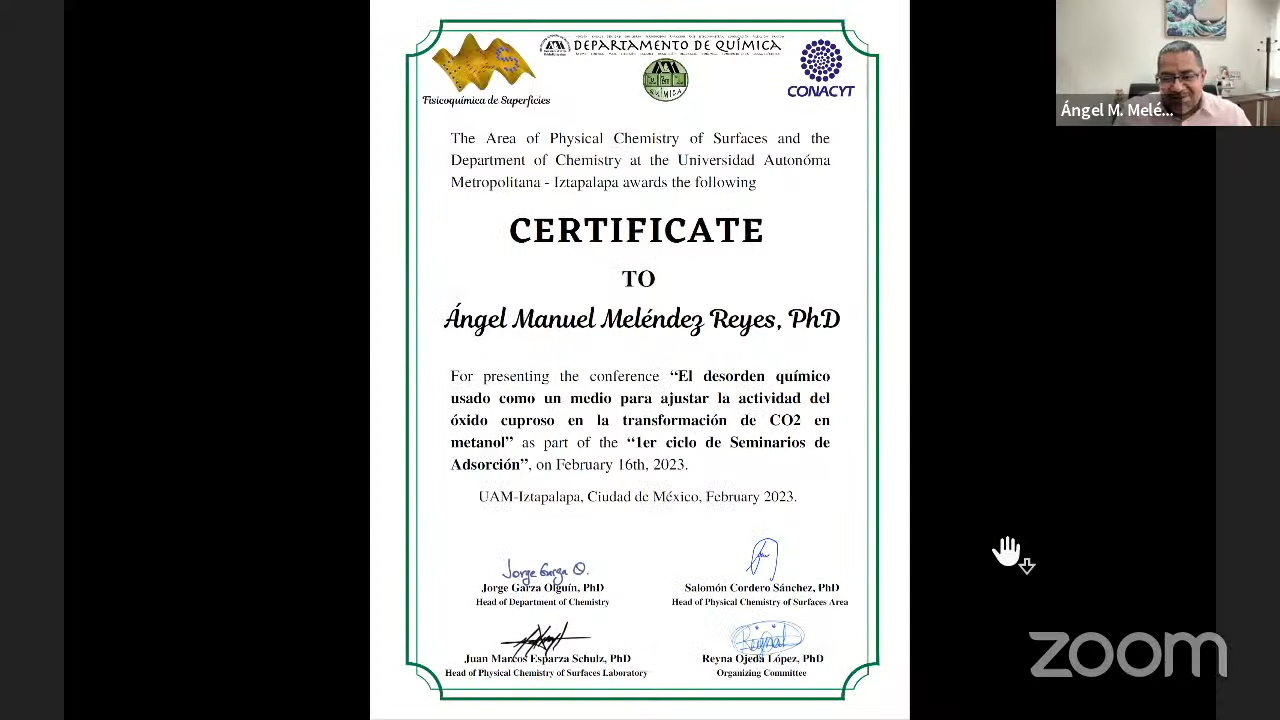 DEPARTAMENTO DE QUÍMICA
Fisicoquímica de Superficies
QUÍMICA
CONACYT
Ángel M. Melé...
The Area of Physical Chemistry of Surfaces and the
Department of Chemistry at the Universidad Autonóma
Metropolitana - Iztapalapa awards the following
CERTIFICATE
TO
Ángel Manuel Meléndez Reyes, PhD
For presenting the conference “El desorden químico
usado como un medio para ajustar la actividad del
óxido cuproso en la transformación de CO2 en
metanol” as part of the “1er ciclo de Seminarios de
Adsorción”, on February 16th, 2023.
UAM-Iztapalapa, Ciudad de México, February 2023.
Jorge Garza O.
Jorge Garza Olguín, PhD
Head of Department of Chemistry
Salomón Cordero Sánchez, PhD
Head of Physical Chemistry of Surfaces Area
Juan Marcos Esparza Schulz, PhD
Head of Physical Chemistry of Surfaces Laboratory
Reyna Ojeda López, PhD
Organizing Committee
zoom